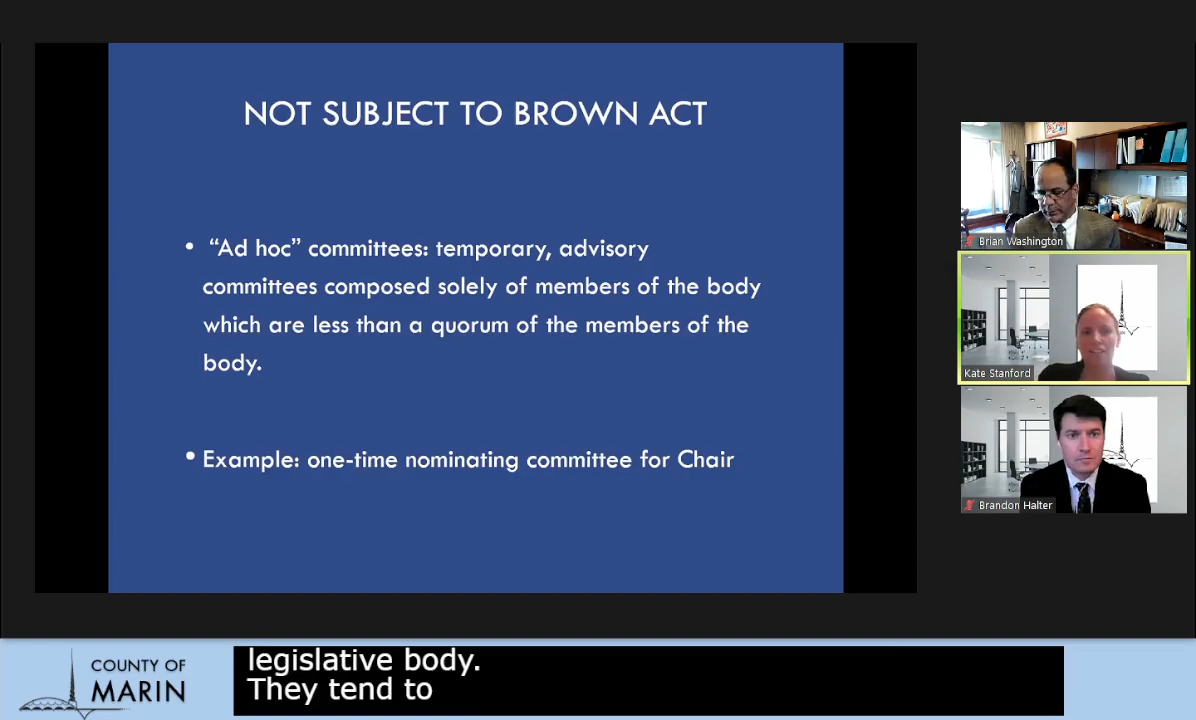 NOT SUBJECT TO BROWN ACT
• “Ad hoc” committees: temporary, advisory
committees composed solely of members of the body
which are less than a quorum of the members of the
body.
• Example: one-time nominating committee for Chair
Brian Washington
Kate Stanford
Brandon Halter
COUNTY OF
MARIN
legislative body.
They tend to